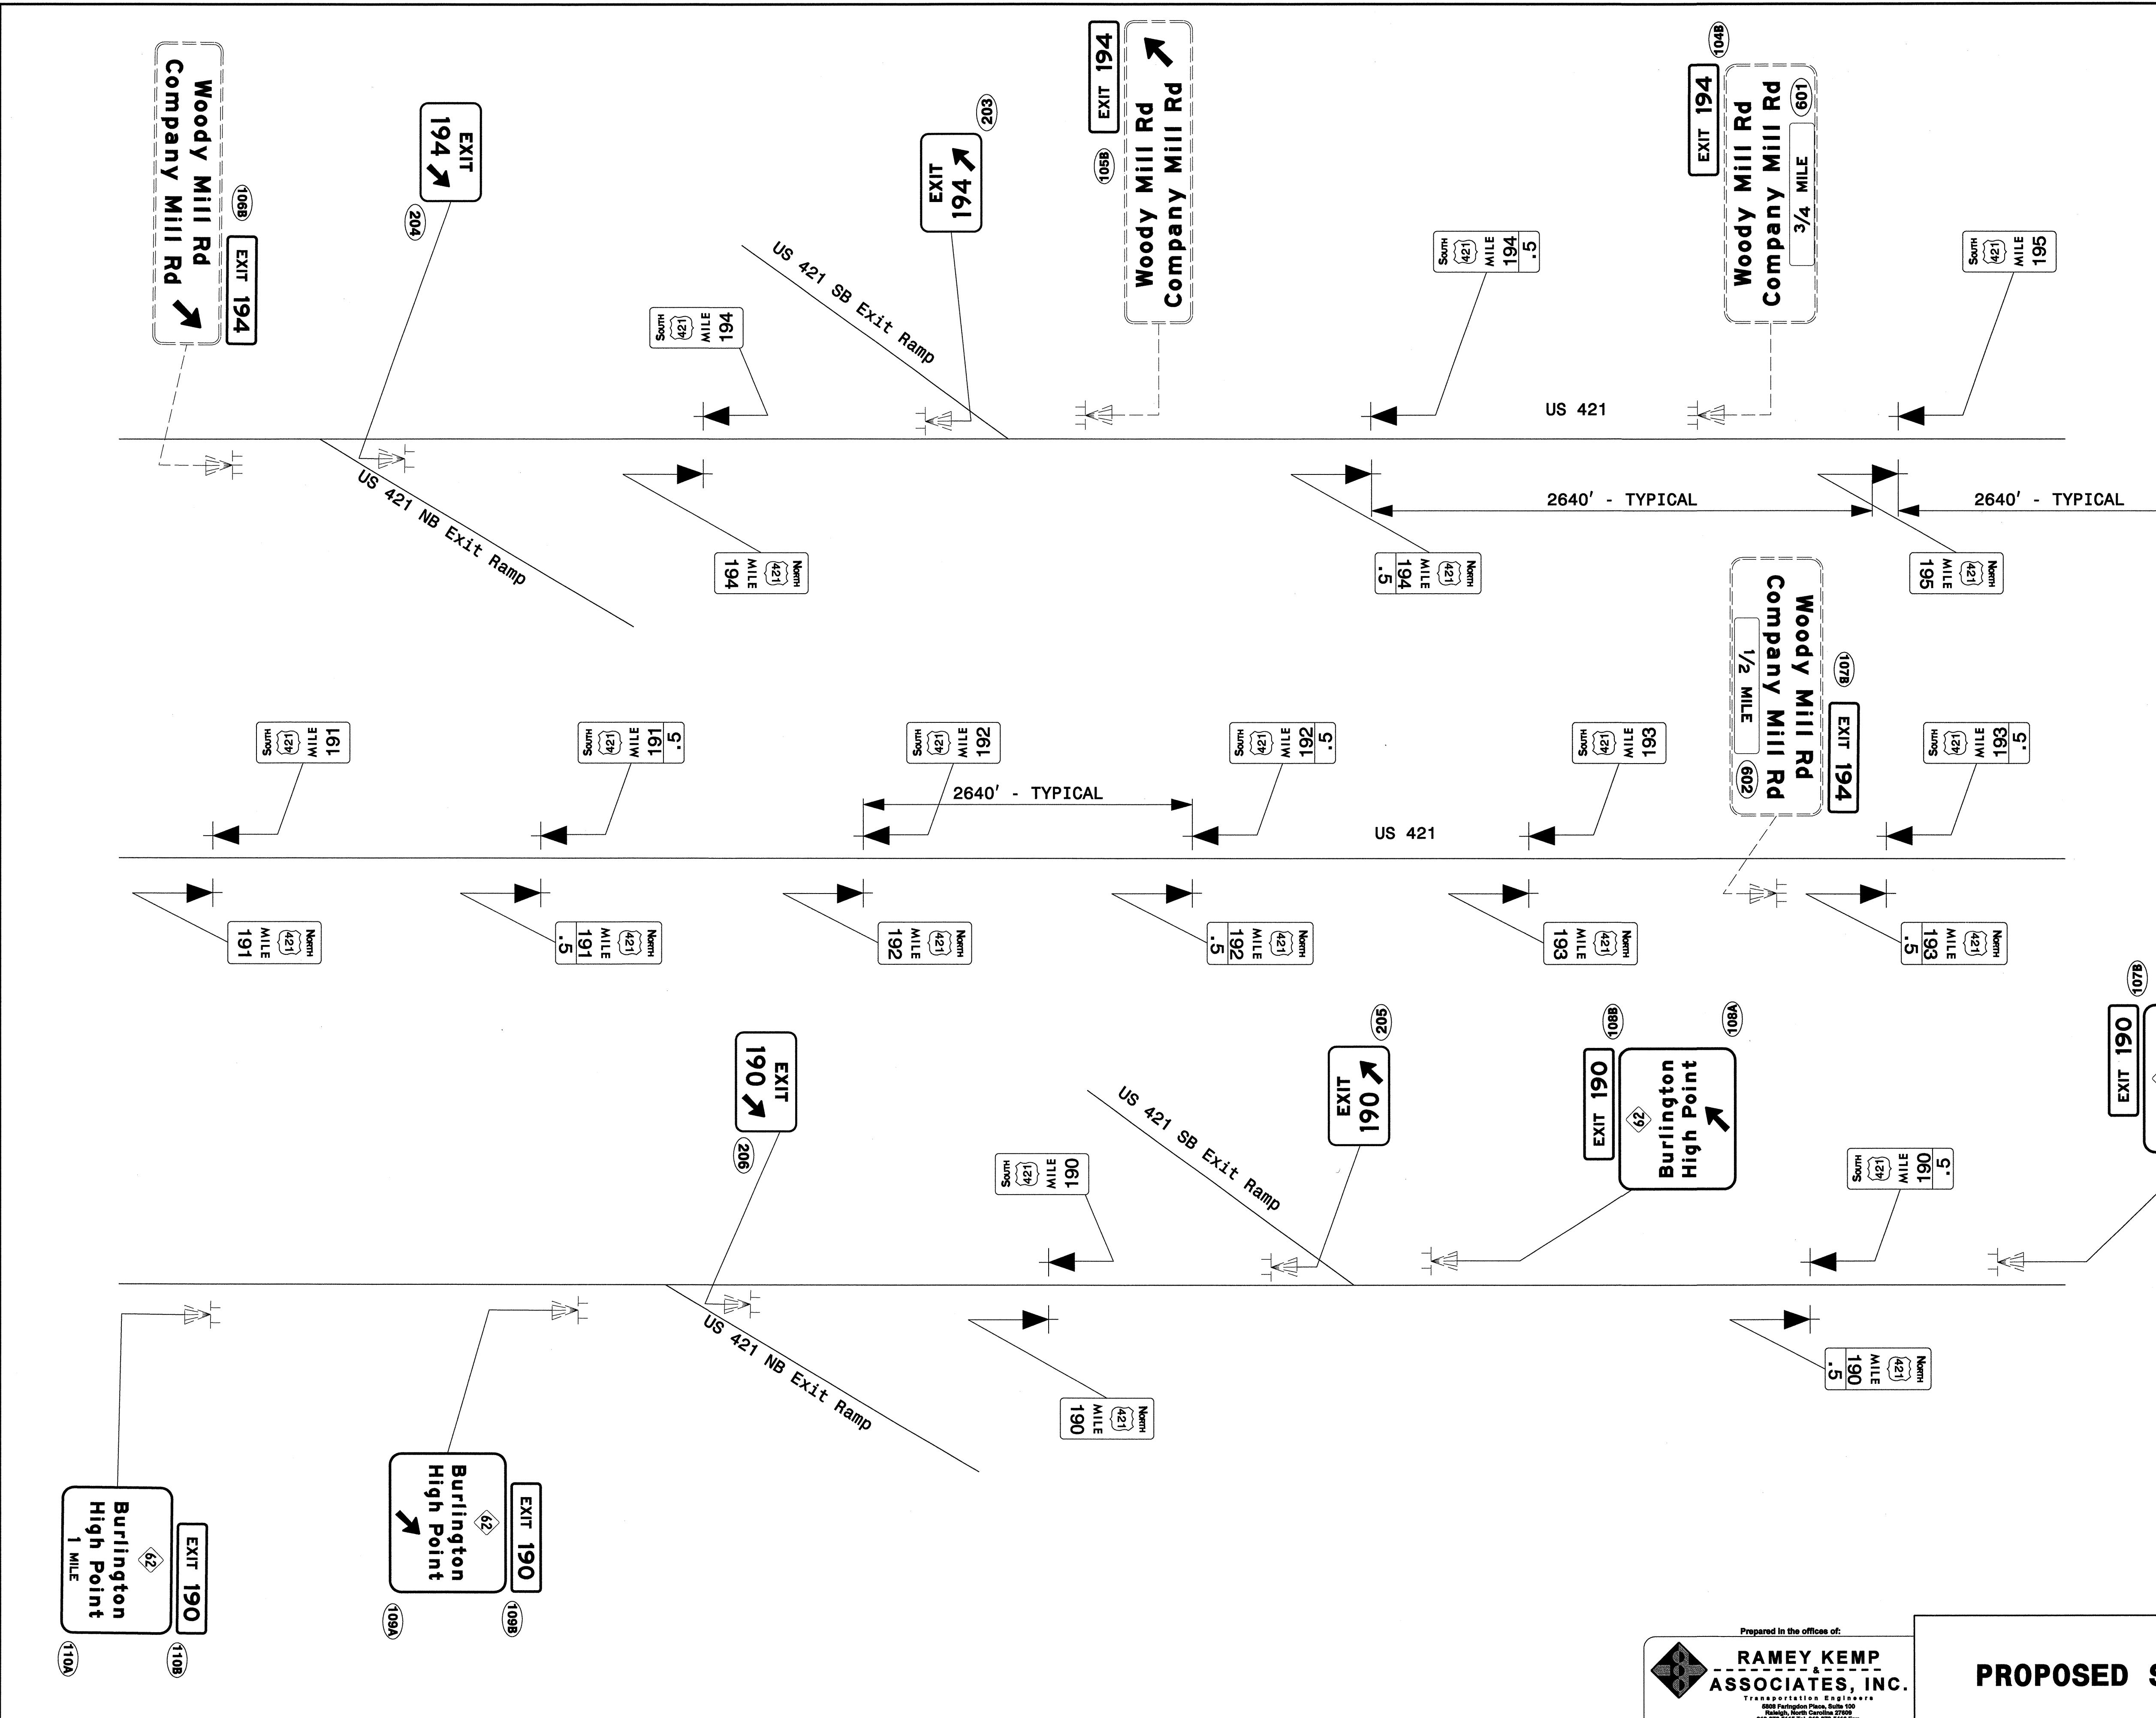 Woody Mill Rd
Company Mill Rd
106B
EXIT 194
EXIT
194
204
203
EXIT
194
EXIT 194
105B
Woody Mill Rd
Company Mill Rd
104B
EXIT 194
Woody Mill Rd
Company Mill Rd
601
3/4 MILE
SOUTH
421
MILE
194
US 421 SB Exit Ramp
SOUTH
421
MILE
194
.5
SOUTH
421
MILE
195
US 421
US 421 NB Exit Ramp
2640' - TYPICAL
2640' - TYPICAL
NORTH
421
MILE
194
NORTH
421
MILE
194
.5
NORTH
421
MILE
195
Woody Mill Rd
Company Mill Rd
1/2 MILE
602
107B
EXIT 194
SOUTH
421
MILE
191
SOUTH
421
MILE
191
.5
SOUTH
421
MILE
192
SOUTH
421
MILE
192
.5
SOUTH
421
MILE
193
SOUTH
421
MILE
193
.5
2640' - TYPICAL
US 421
NORTH
421
MILE
191
NORTH
421
MILE
191
.5
NORTH
421
MILE
192
NORTH
421
MILE
192
.5
NORTH
421
MILE
193
NORTH
421
MILE
193
.5
EXIT
190
206
205
EXIT
190
US 421 SB Exit Ramp
108B
108A
EXIT 190
62
Burlington
High Point
107B
EXIT 190
SOUTH
421
MILE
190
SOUTH
421
MILE
190
.5
US 421 NB Exit Ramp
NORTH
421
MILE
190
NORTH
421
MILE
190
.5
EXIT 190
62
Burlington
High Point
1 MILE
110A
110B
EXIT 190
62
Burlington
High Point
109A
109B
Prepared in the offices of:
RAMEY KEMP
&
ASSOCIATES, INC.
Transportation Engineers
5808 Faringdon Place, Suite 100
Raleigh, North Carolina 27609
PROPOSED